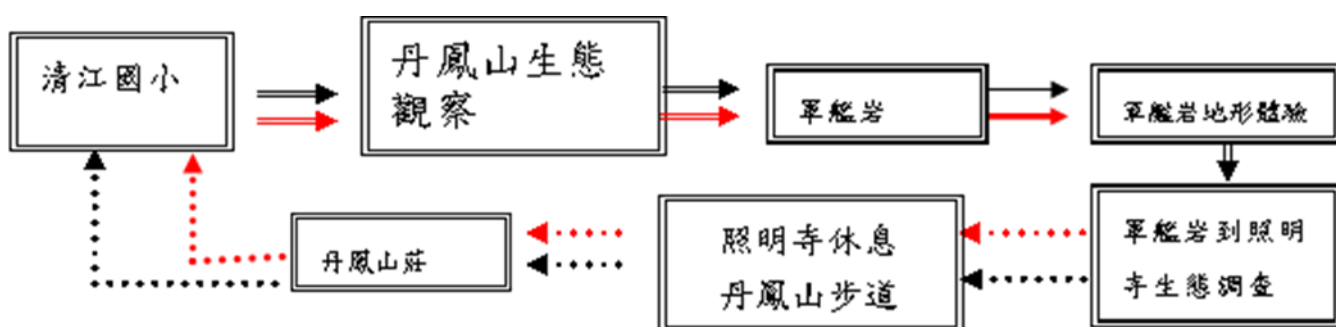 清江國小
丹鳳山生態
觀察
軍艦岩
軍艦岩地形體驗
軍艦岩到照明
寺生態調查
照明寺休息
丹鳳山步道
丹鳳山莊